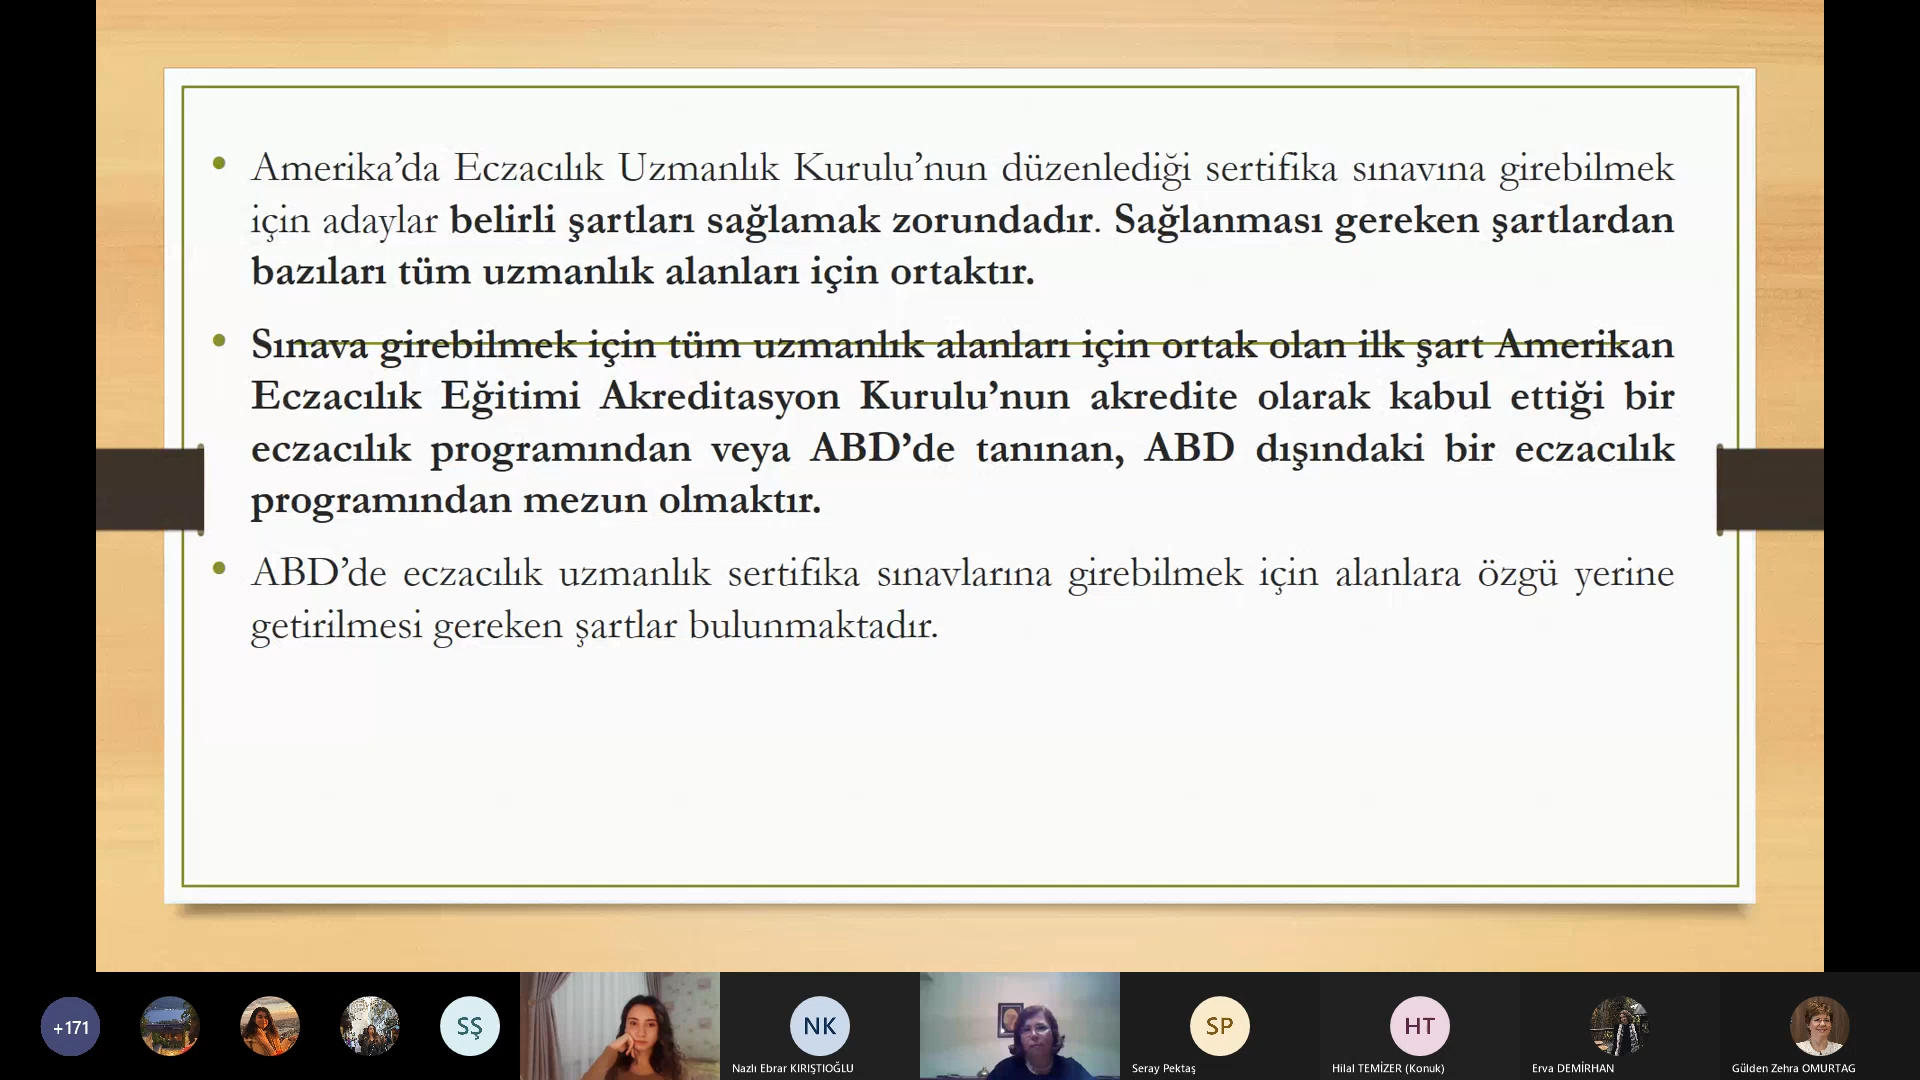 Amerika’da Eczacılık Uzmanlık Kurulu’nun düzenlediği sertifika sınavına girebilmek
için adaylar belirli şartları sağlamak zorundadır. Sağlanması gereken şartlardan
bazıları tüm uzmanlık alanları için ortaktır.
Sınava girebilmek için tüm uzmanlık alanları için ortak olan ilk şart Amerikan
Eczacılık Eğitimi Akreditasyon Kurulu’nun akredite olarak kabul ettiği bir
eczacılık programından veya ABD’de tanınan, ABD dışındaki bir eczacılık
programından mezun olmaktır.
ABD’de eczacılık uzmanlık sertifika sınavlarına girebilmek için alanlara özgü yerine
getirilmesi gereken şartlar bulunmaktadır.
+171
SŞ
NK
SP
HT
Nazlı Ebrar KIRIŞTIOĞLU
Seray Pektaş
Hilal TEMİZER (Konuk)
Erva DEMİRHAN
Gülden Zehra OMURTAG